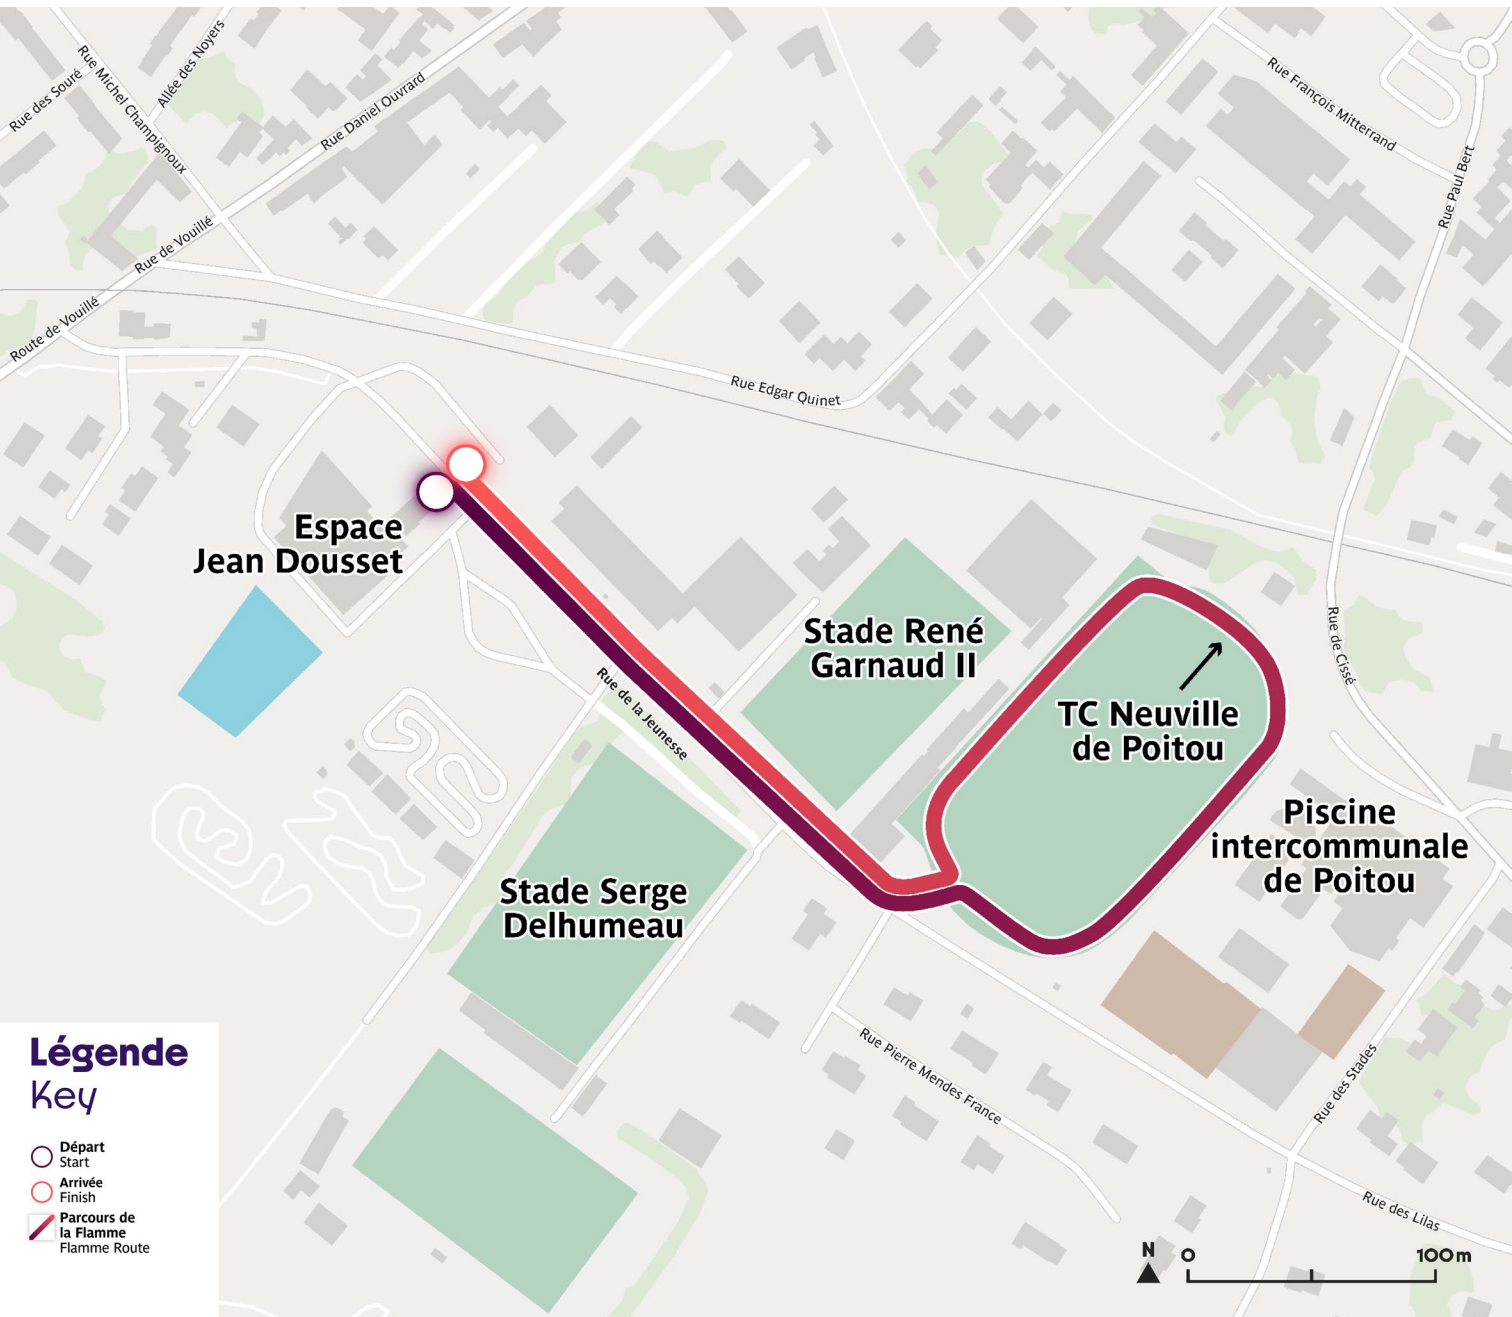 Rue des Souré
Rue Michel Champignoux
Allée des Noyers
Rue Daniel Ouvrard
Rue de Vouillé
Route de Vouillé
Rue François Mitterrand
Rue Paul Bert
Rue Edgar Quinet
Espace
Jean Dousset
Stade René
Garnaud II
Rue de Cissé
Rue de la Jeunesse
TC Neuville
de Poitou
Piscine
intercommunale
de Poitou
Stade Serge
Delhumeau
Rue Pierre Mendes France
Rue des Stades
Rue des Lilas
Légende
Key
Départ
Start
Arrivée
Finish
Parcours de
la Flamme
Flamme Route
N 0 100m